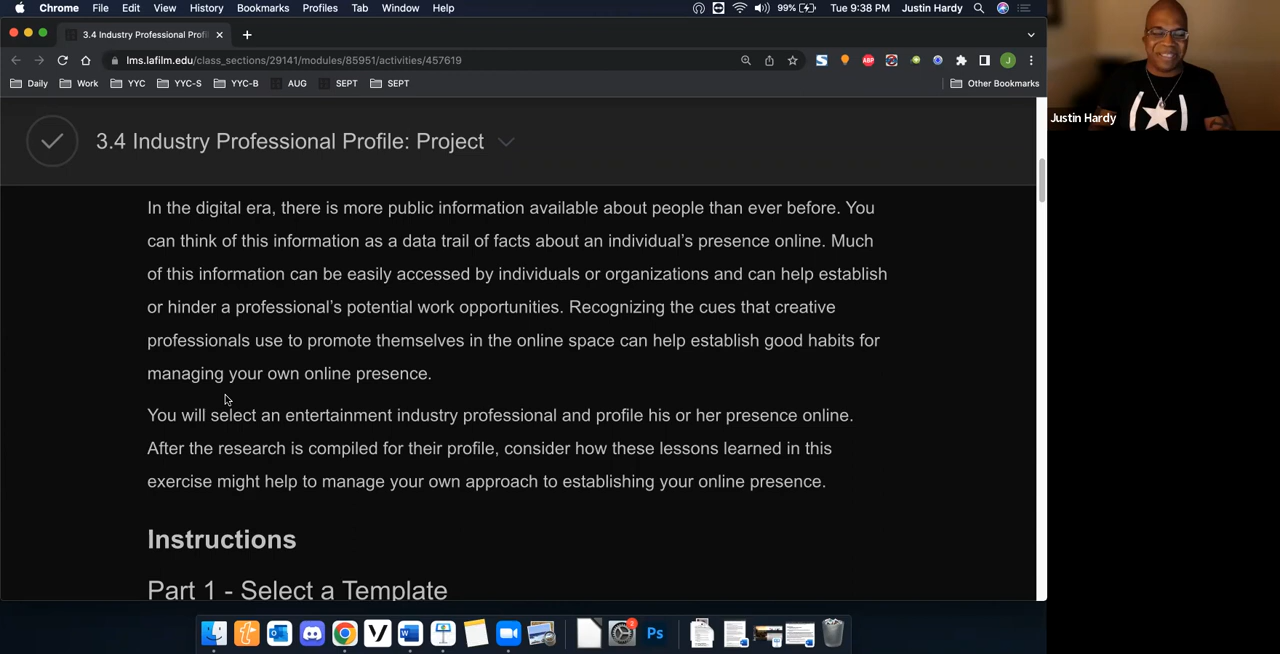 Chrome File Edit View History Bookmarks Profiles Tab Window Help 99% Tue 9:38 PM Justin Hardy
3.4 Industry Professional Profi
lms.lafilm.edu/class_sections/29141/modules/85951/activities/457619
ABP
J
Daily Work YYC YYC-S YYC-B AUG SEPT SEPT Other Bookmarks
Justin Hardy
3.4 Industry Professional Profile: Project
In the digital era, there is more public information available about people than ever before. You
can think of this information as a data trail of facts about an individual's presence online. Much
of this information can be easily accessed by individuals or organizations and can help establish
or hinder a professional's potential work opportunities. Recognizing the cues that creative
professionals use to promote themselves in the online space can help establish good habits for
managing your own online presence.
You will select an entertainment industry professional and profile his or her presence online.
After the research is compiled for their profile, consider how these lessons learned in this
exercise might help to manage your own approach to establishing your online presence.
Instructions
Part 1 - Select a Template
2
Ps